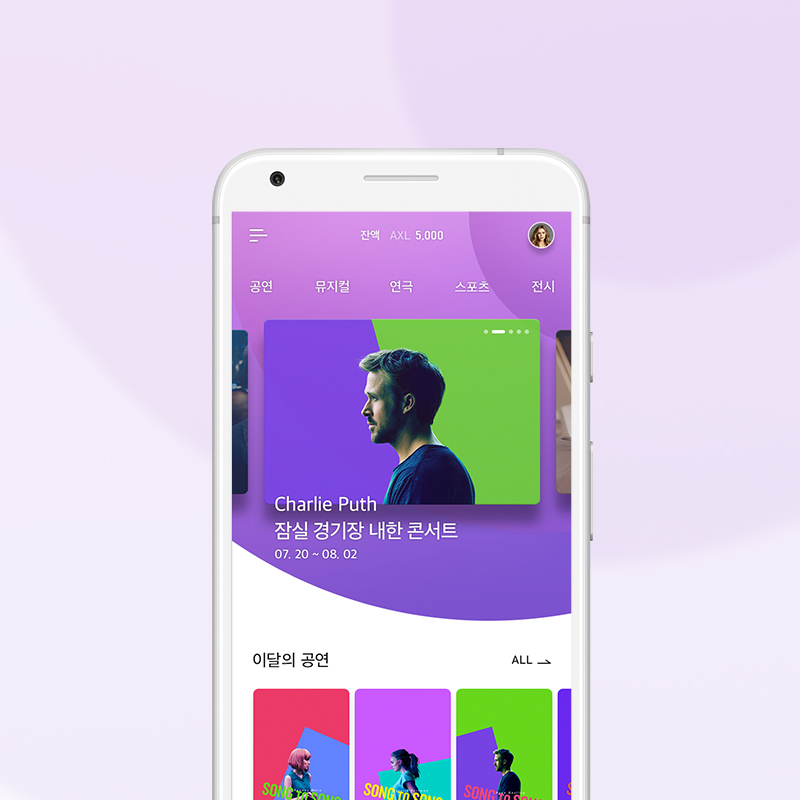 잔액 AXL 5,000
공연 뮤지컬 연극 스포츠 전시
Charlie Puth
잠실 경기장 내한 콘서트
07. 20 ~ 08. 02
이달의 공연 ALL
SONG TO SONG SONG TO SONG SONG TO SONG